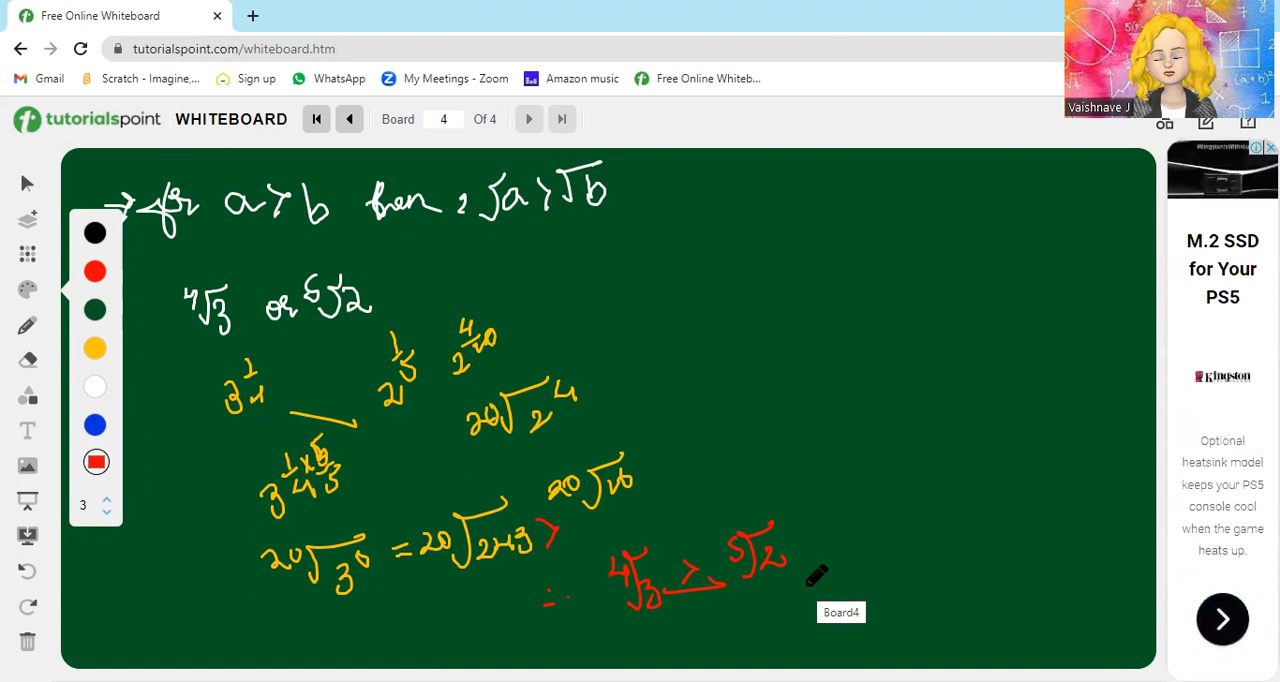 Free Online Whiteboard
tutorialspoint.com/whiteboard.htm
Gmail
Scratch - Imagine,...
Sign up
WhatsApp
My Meetings - Zoom
Amazon music
Free Online Whiteb...
Vaishnave J
tutorialspoint WHITEBOARD Board 4 Of 4
→ for a > b then, ²√a > √b
⁴√3 or ⁵√2
3^(1/4) 2^(1/5) 2^(4/20)
²⁰√2⁴
3^(1/4 × 5/5)
²⁰√16
²⁰√3⁵ = ²⁰√243 >
∴ ⁴√3 > ⁵√2
3
Board4
M.2 SSD
for Your
PS5
Kingston
Optional
heatsink model
keeps your PS5
console cool
when the game
heats up.